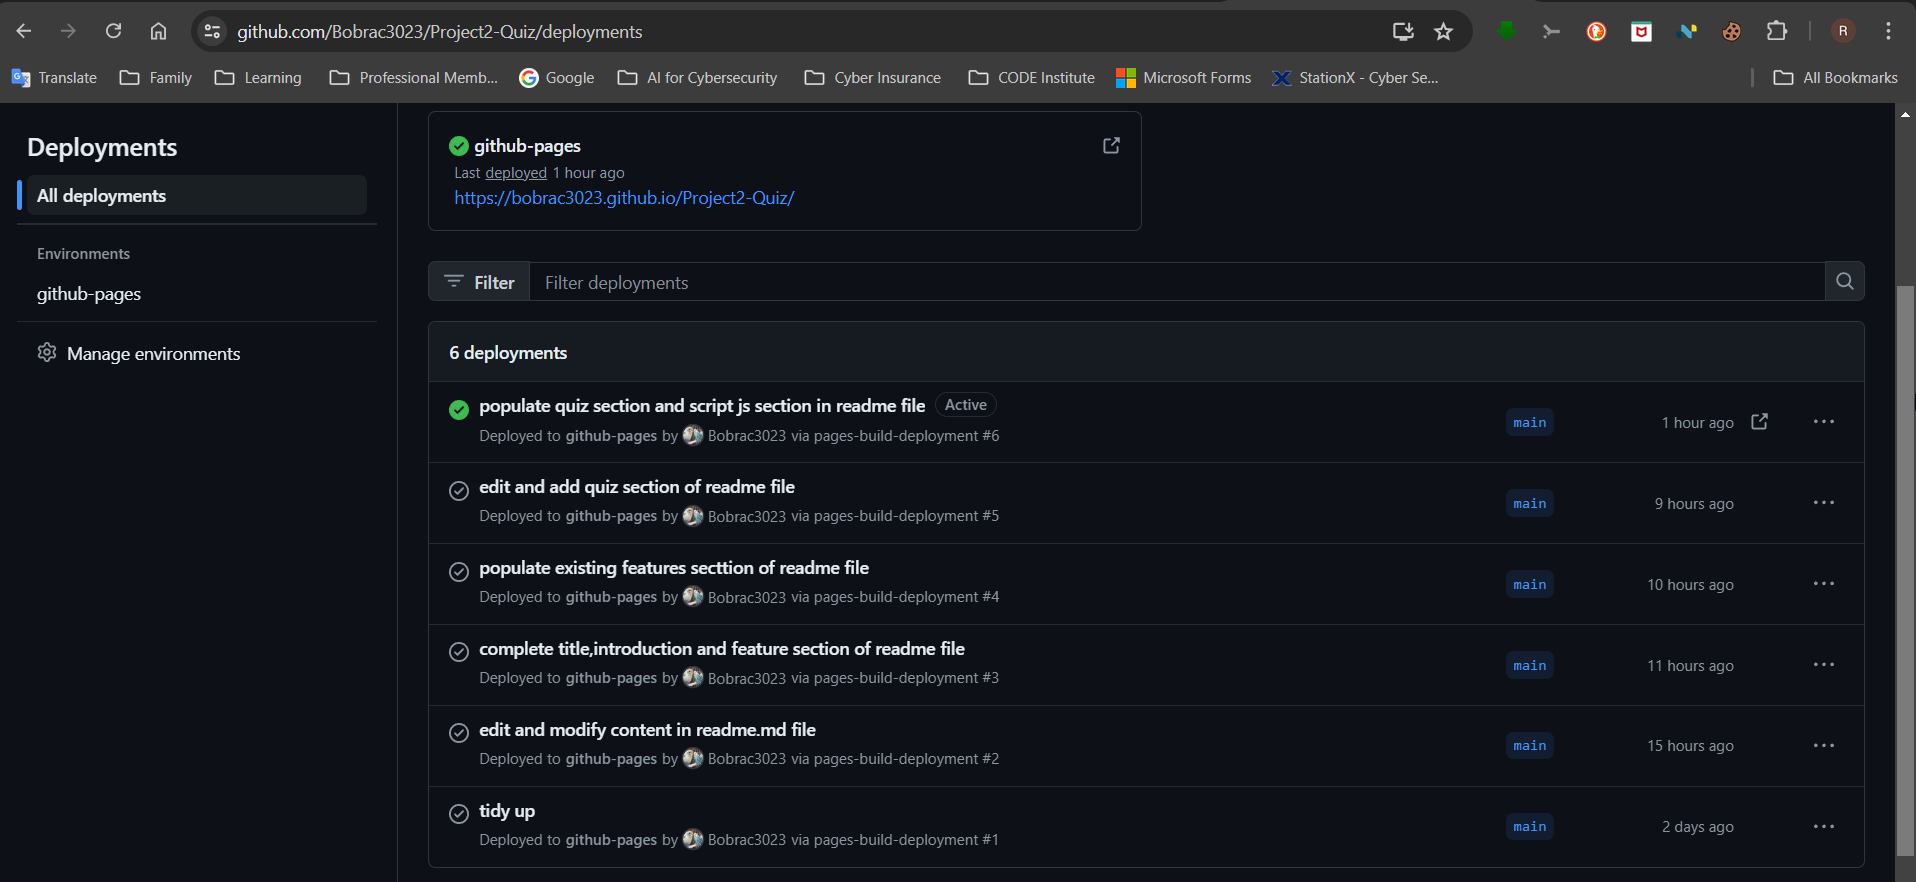 github.com/Bobrac3023/Project2-Quiz/deployments
R
Translate
Family
Learning
Professional Memb...
Google
AI for Cybersecurity
Cyber Insurance
CODE Institute
Microsoft Forms
StationX - Cyber Se...
All Bookmarks
Deployments
All deployments
Environments
github-pages
Manage environments
github-pages
Last deployed 1 hour ago
https://bobrac3023.github.io/Project2-Quiz/
Filter
Filter deployments
6 deployments
populate quiz section and script js section in readme file Active
Deployed to github-pages by Bobrac3023 via pages-build-deployment #6
main
1 hour ago
edit and add quiz section of readme file
Deployed to github-pages by Bobrac3023 via pages-build-deployment #5
main
9 hours ago
populate existing features secttion of readme file
Deployed to github-pages by Bobrac3023 via pages-build-deployment #4
main
10 hours ago
complete title,introduction and feature section of readme file
Deployed to github-pages by Bobrac3023 via pages-build-deployment #3
main
11 hours ago
edit and modify content in readme.md file
Deployed to github-pages by Bobrac3023 via pages-build-deployment #2
main
15 hours ago
tidy up
Deployed to github-pages by Bobrac3023 via pages-build-deployment #1
main
2 days ago